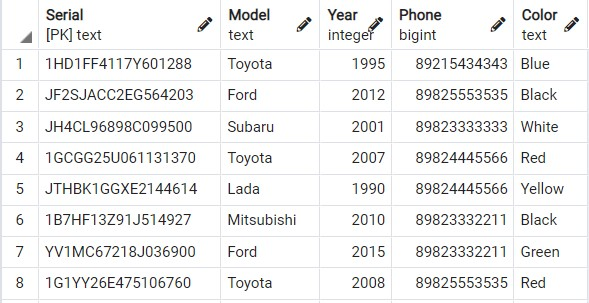 Serial Model Year Phone Color
[PK] text text integer bigint text
1 1HD1FF4117Y601288 Toyota 1995 89215434343 Blue
2 JF2SJACC2EG564203 Ford 2012 89825553535 Black
3 JH4CL96898C099500 Subaru 2001 89823333333 White
4 1GCGG25U061131370 Toyota 2007 89824445566 Red
5 JTHBK1GGXE2144614 Lada 1990 89824445566 Yellow
6 1B7HF13Z91J514927 Mitsubishi 2010 89823332211 Black
7 YV1MC67218J036900 Ford 2015 89823332211 Green
8 1G1YY26E475106760 Toyota 2008 89825553535 Red